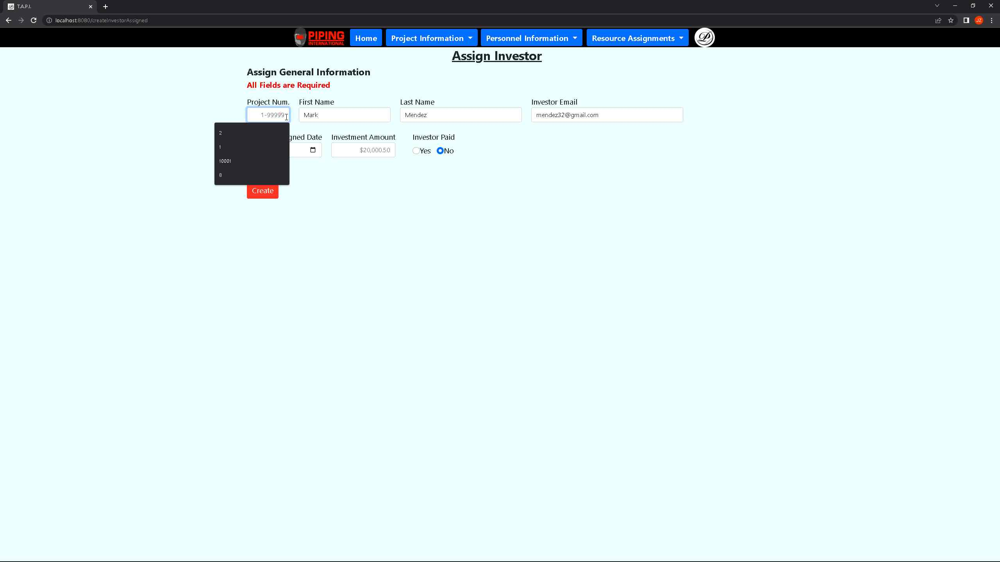 T.A.P.I.
localhost:8080/createInvestorAssigned
JZ
PIPING
INTERNATIONAL
Home
Project Information
Personnel Information
Resource Assignments
Assign Investor
Assign General Information
All Fields are Required
Project Num.
First Name
Last Name
Investor Email
1-99999
Mark
Mendez
mendez32@gmail.com
2
1
10001
8
gned Date
Investment Amount
Investor Paid
$20,000.50
Yes
No
Create